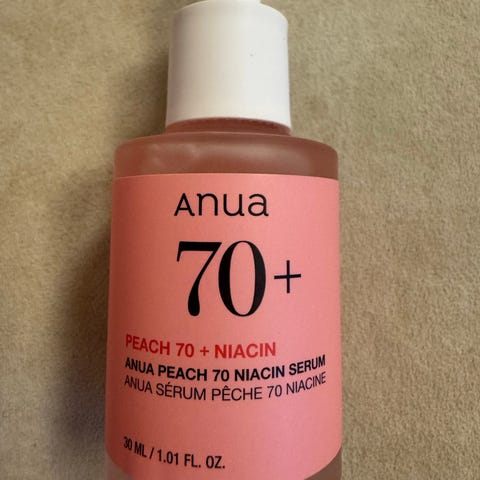 Anua
70+
PEACH 70 + NIACIN
ANUA PEACH 70 NIACIN SERUM
ANUA SÉRUM PÊCHE 70 NIACINE
30 ML / 1.01 FL. OZ.